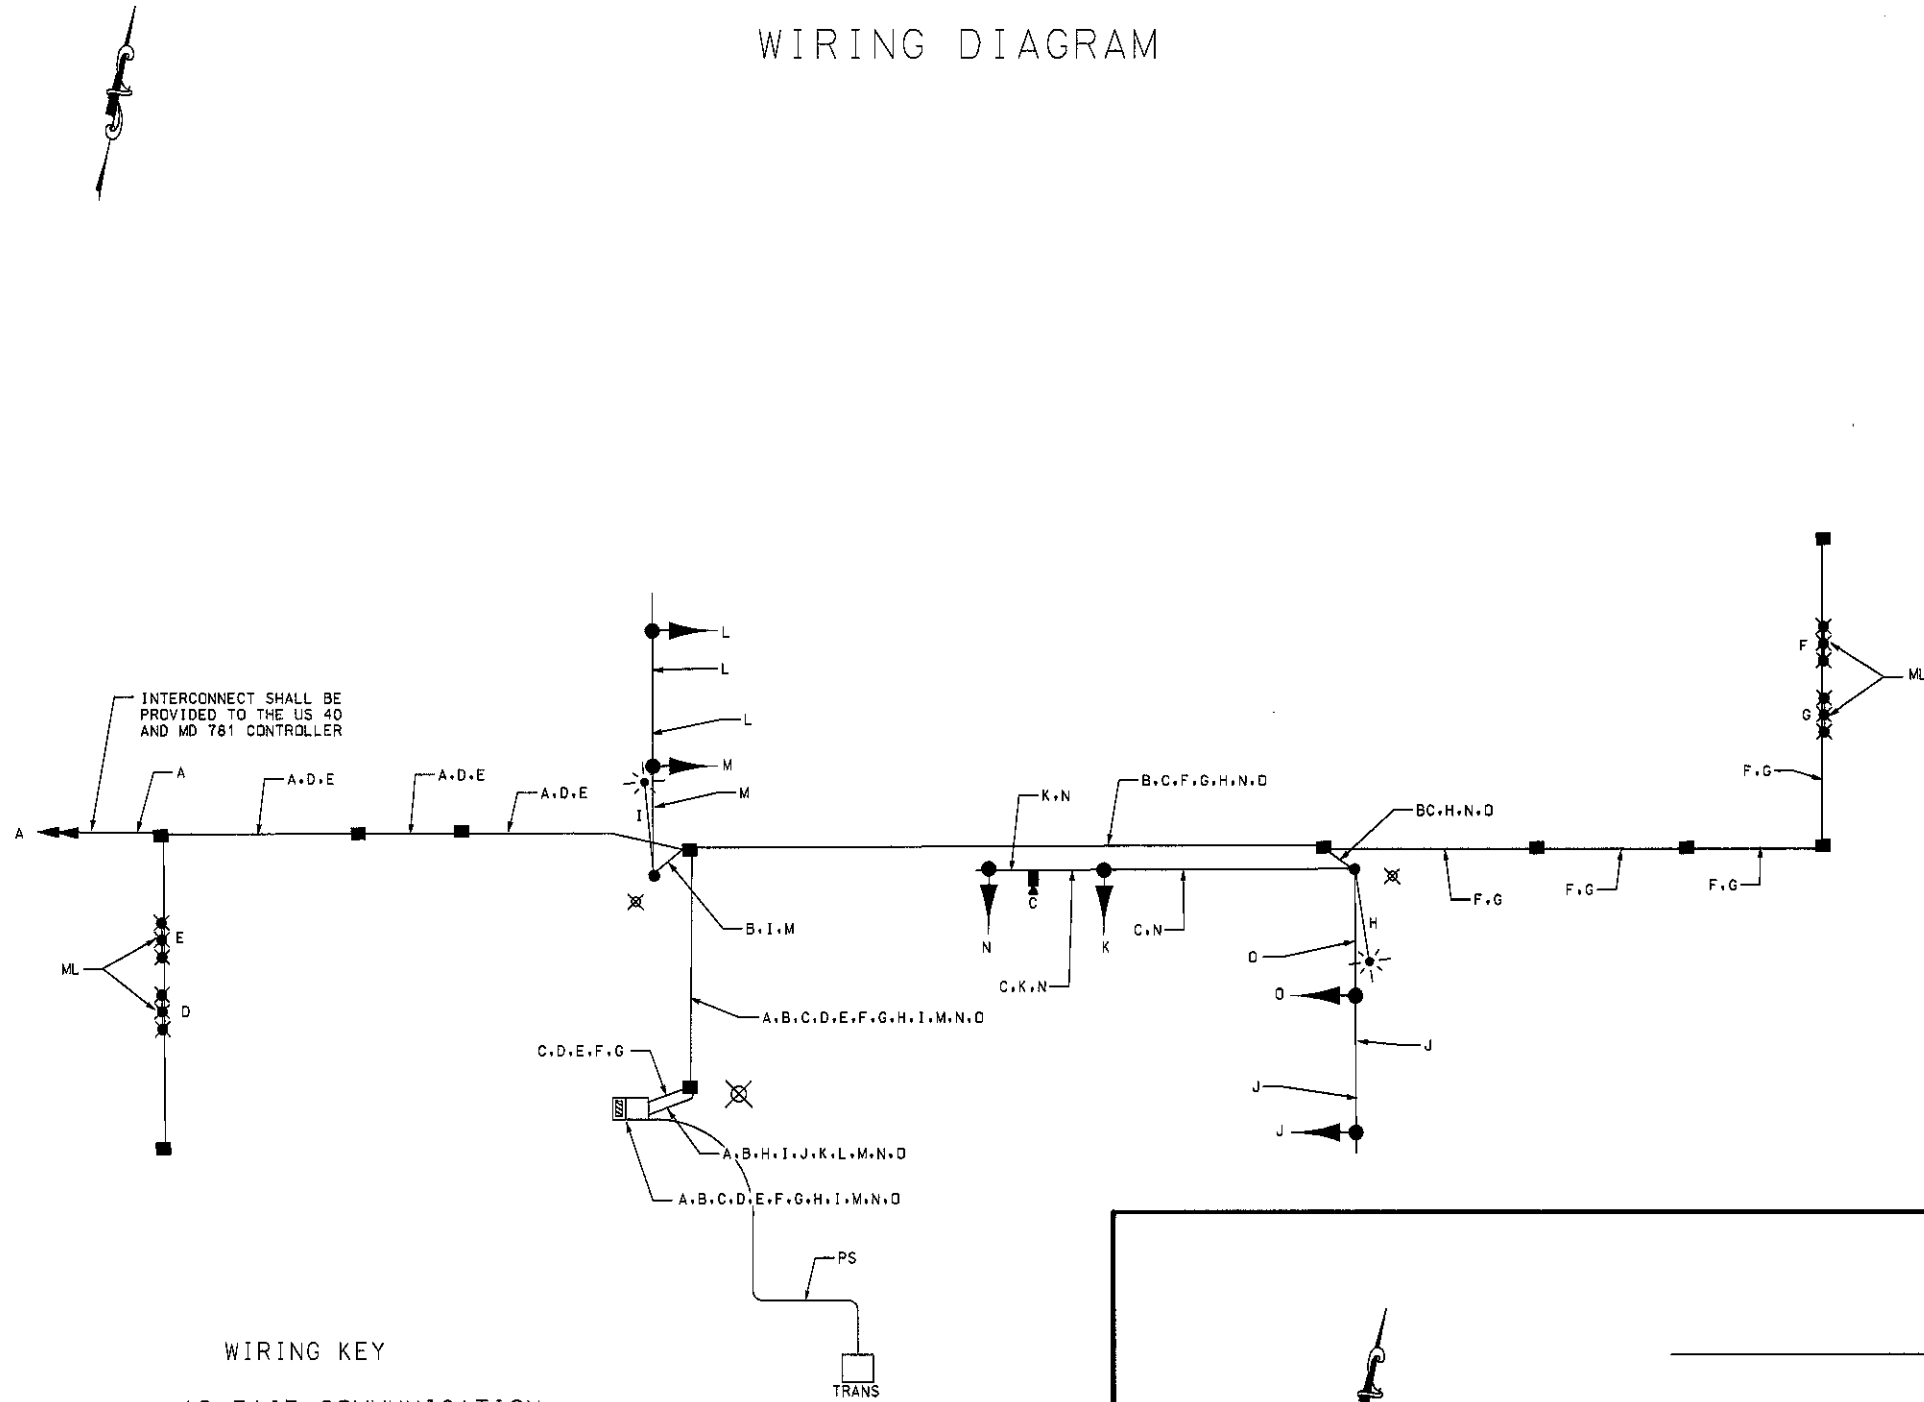 WIRING DIAGRAM
L
L
L
M
M
I
INTERCONNECT SHALL BE
PROVIDED TO THE US 40
AND MD 781 CONTROLLER
A
A
A,D,E
A,D,E
A,D,E
K,N
B,C,F,G,H,N,O
BC,H,N,O
F
G
ML
F,G
F,G
F,G
F,G
E
D
ML
B,I,M
N
C
K
C,N
C,K,N
H
O
O
J
J
J
A,B,C,D,E,F,G,H,I,M,N,O
C,D,E,F,G
A,B,H,I,J,K,L,M,N,O
A,B,C,D,E,F,G,H,I,M,N,O
PS
TRANS
WIRING KEY